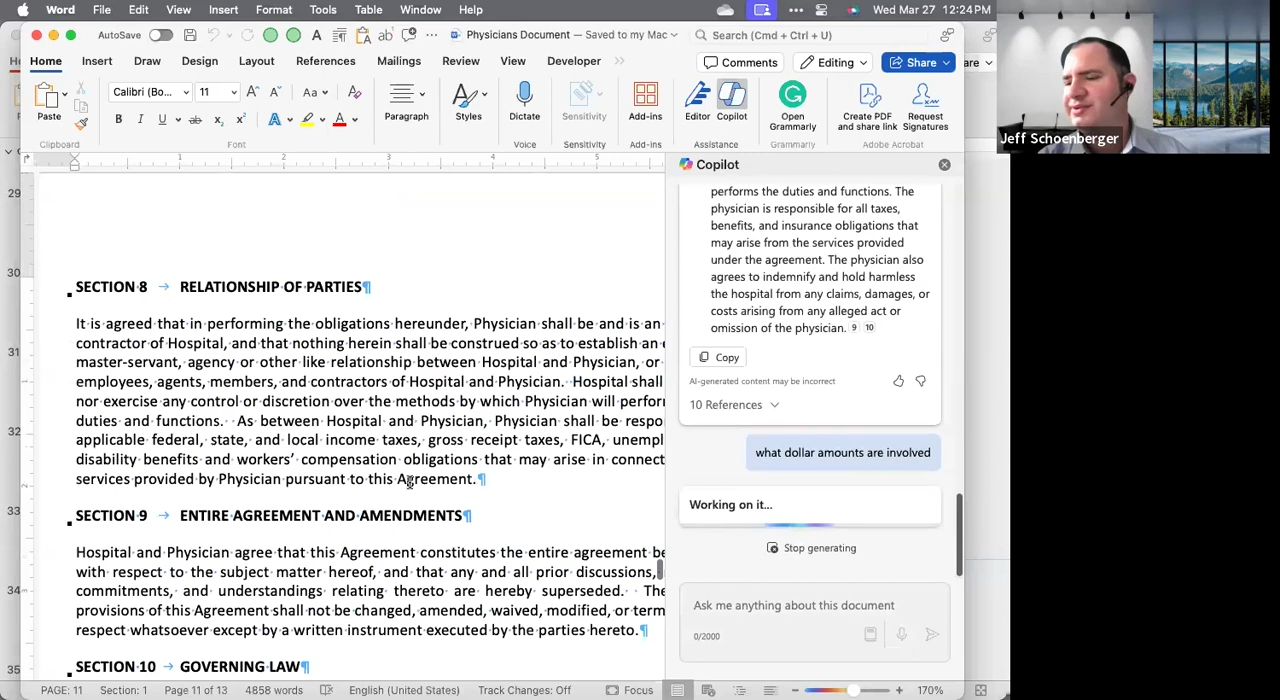 Word File Edit View Insert Format Tools Table Window Help Wed Mar 27 12:24 PM
AutoSave Physicians Document — Saved to my Mac Search (Cmd + Ctrl + U)
Home Insert Draw Design Layout References Mailings Review View Developer Comments Editing Share are
Calibri (Bo... 11
Paste Paragraph Styles Dictate Sensitivity Add-ins Editor Copilot Open Grammarly Create PDF and share link Request Signatures
Clipboard Font Voice Sensitivity Add-ins Assistance Grammarly Adobe Acrobat
Jeff Schoenberger
1 2 3 4 5
29
30
31
32
33
34
35
SECTION 8 → RELATIONSHIP OF PARTIES¶
It is agreed that in performing the obligations hereunder, Physician shall be and is an
contractor of Hospital, and that nothing herein shall be construed so as to establish an
master-servant, agency or other like relationship between Hospital and Physician, or
employees, agents, members, and contractors of Hospital and Physician. Hospital shall
nor exercise any control or discretion over the methods by which Physician will perfor
duties and functions. As between Hospital and Physician, Physician shall be respo
applicable federal, state, and local income taxes, gross receipt taxes, FICA, unempl
disability benefits and workers’ compensation obligations that may arise in connect
services provided by Physician pursuant to this Agreement.¶
SECTION 9 → ENTIRE AGREEMENT AND AMENDMENTS¶
Hospital and Physician agree that this Agreement constitutes the entire agreement be
with respect to the subject matter hereof, and that any and all prior discussions,
commitments, and understandings relating thereto are hereby superseded. The
provisions of this Agreement shall not be changed, amended, waived, modified, or term
respect whatsoever except by a written instrument executed by the parties hereto.¶
SECTION 10 → GOVERNING LAW¶
Copilot
performs the duties and functions. The
physician is responsible for all taxes,
benefits, and insurance obligations that
may arise from the services provided
under the agreement. The physician also
agrees to indemnify and hold harmless
the hospital from any claims, damages, or
costs arising from any alleged act or
omission of the physician. 9 10
Copy
AI-generated content may be incorrect
10 References
what dollar amounts are involved
Working on it...
Stop generating
Ask me anything about this document
0/2000
PAGE: 11 Section: 1 Page 11 of 13 4858 words English (United States) Track Changes: Off Focus 170%